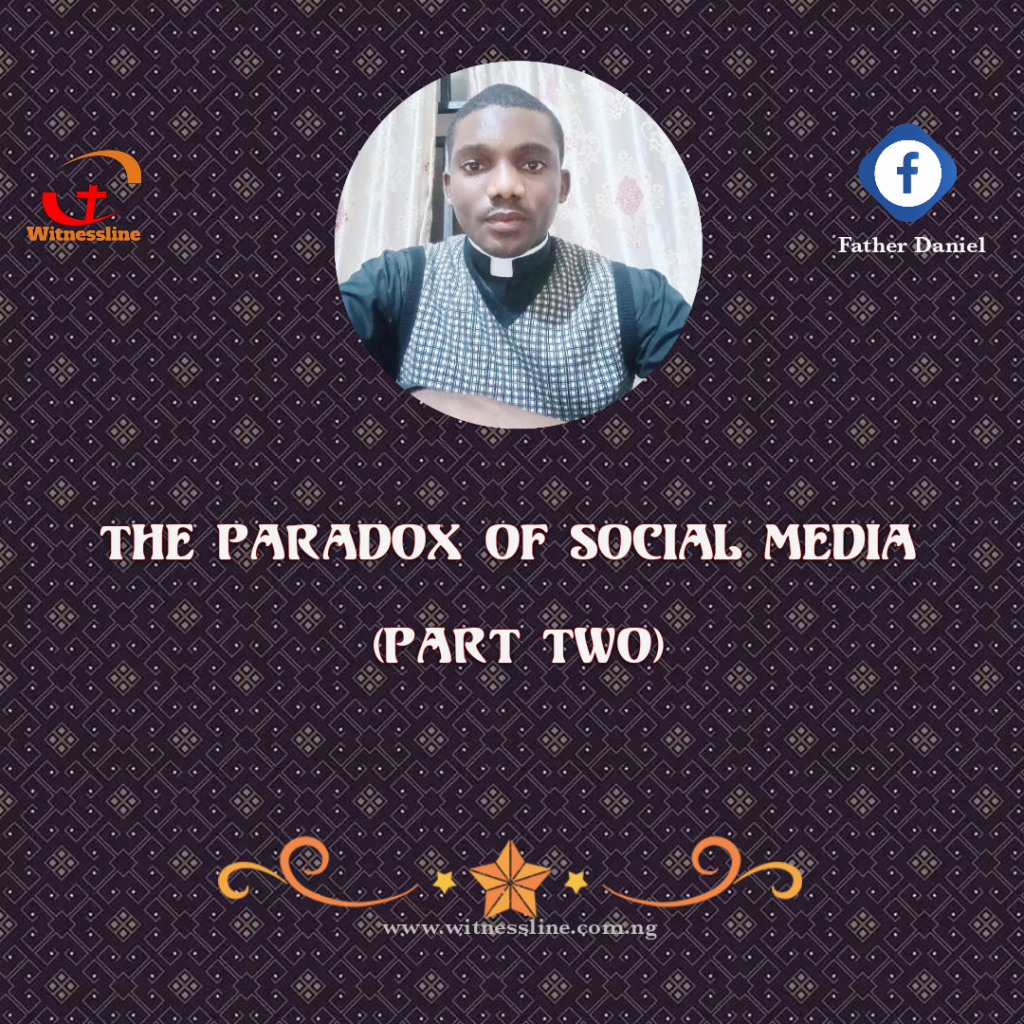 Witnessline
f
Father Daniel
THE PARADOX OF SOCIAL MEDIA
(PART TWO)
www.witnessline.com.ng